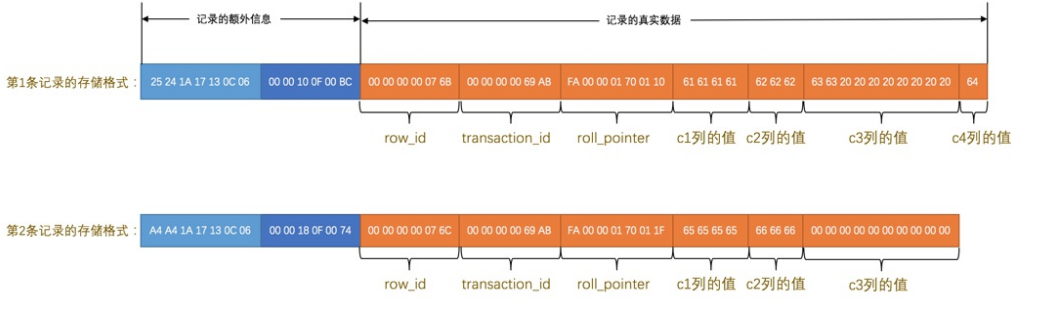 记录的额外信息 记录的真实数据
第1条记录的存储格式： 25 24 1A 17 13 0C 06 00 00 10 0F 00 BC 00 00 00 00 07 6B 00 00 00 00 69 AB FA 00 00 01 70 01 10 61 61 61 61 62 62 62 63 63 20 20 20 20 20 20 20 20 64
row_id transaction_id roll_pointer c1列的值 c2列的值 c3列的值 c4列的值
第2条记录的存储格式： A4 A4 1A 17 13 0C 06 00 00 18 0F 00 74 00 00 00 00 07 6C 00 00 00 00 69 AB FA 00 00 01 70 01 1F 65 65 65 65 66 66 66 00 00 00 00 00 00 00 00 00 00
row_id transaction_id roll_pointer c1列的值 c2列的值 c3列的值